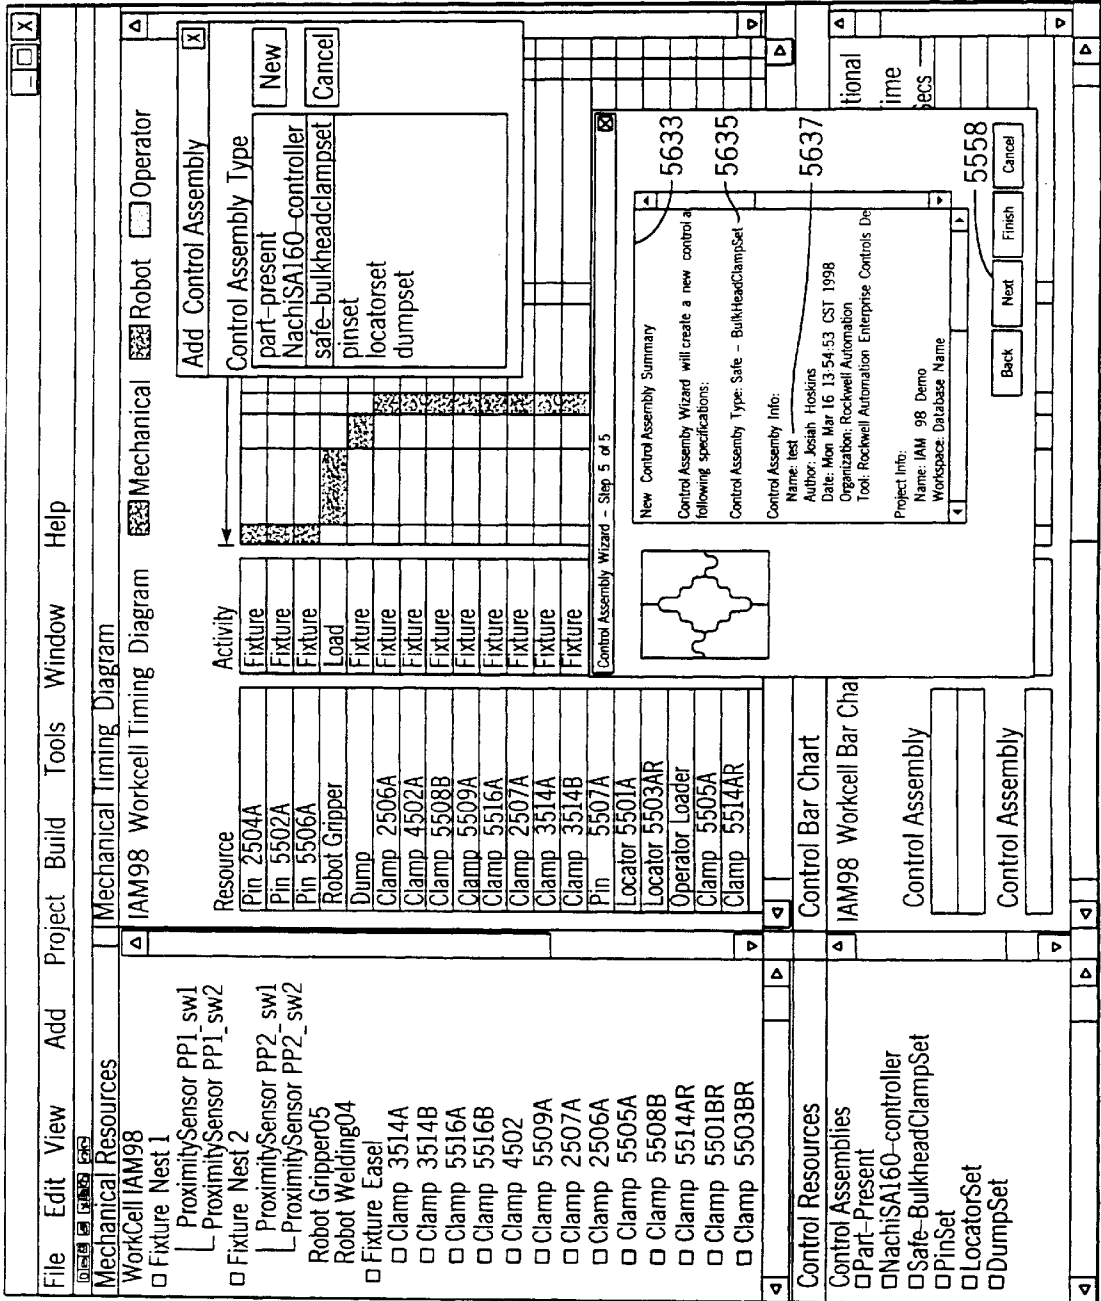 File Edit View Add Project Build Tools Window Help
Mechanical Resources
WorkCell IAM98
Fixture Nest 1
ProximitySensor PP1_sw1
ProximitySensor PP1_sw2
Fixture Nest 2
ProximitySensor PP2_sw1
ProximitySensor PP2_sw2
Robot Gripper05
Robot Welding04
Fixture Easel
Clamp 3514A
Clamp 3514B
Clamp 5516A
Clamp 5516B
Clamp 4502
Clamp 5509A
Clamp 2507A
Clamp 2506A
Clamp 5505A
Clamp 5508B
Clamp 5514AR
Clamp 5501BR
Clamp 5503BR
Control Resources
Control Assemblies
Part-Present
NachiSA160-controller
Safe-BulkheadClampSet
PinSet
LocatorSet
DumpSet
Mechanical Timing Diagram
IAM98 Workcell Timing Diagram Mechanical Robot Operator
Resource Activity
Pin 2504A Fixture
Pin 5502A Fixture
Pin 5506A Fixture
Robot Gripper Load
Dump Fixture
Clamp 2506A Fixture
Clamp 4502A Fixture
Clamp 5508B Fixture
Clamp 5509A Fixture
Clamp 5516A Fixture
Clamp 2507A Fixture
Clamp 3514A Fixture
Clamp 3514B Fixture
Pin 5507A
Locator 5501A
Locator 5503AR
Operator Loader
Clamp 5505A
Clamp 5514AR
Add Control Assembly
X
Control Assembly Type
part-present
NachiSA160-controller
safe-bulkheadclampset
pinset
locatorset
dumpset
New
Cancel
Control Bar Chart
IAM98 Workcell Bar Cha
Control Assembly
Control Assembly
itional
ime
Secs
Control Assembly Wizard - Step 5 of 5
New Control Assembly Summary
Control Assemby Wizard will create a new control a
following specifications:
Control Assemby Type: Safe - BulkHeadClampSet
Control Assemby Info:
Name: test
Author: Josiah Hoskins
Date: Mon Mar 16 13:54:53 CST 1998
Organization: Rockwell Automation
Tool: Rockwell Automation Enterprise Controls De
Project Info:
Name: IAM 98 Demo
Workspace: Database Name
Back Next Finish Cancel
5633
5635
5637
5558